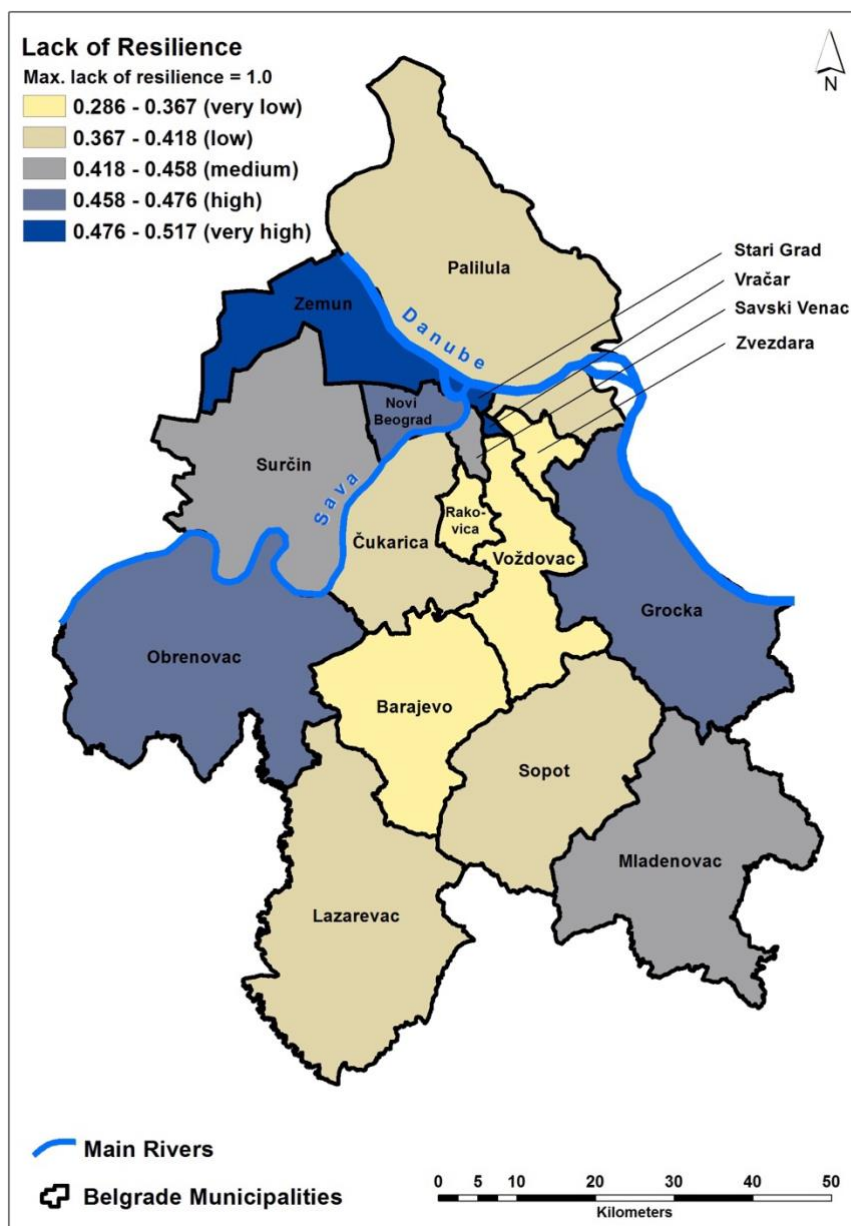 Lack of Resilience
Max. lack of resilience = 1.0
0.286 - 0.367 (very low)
0.367 - 0.418 (low)
0.418 - 0.458 (medium)
0.458 - 0.476 (high)
0.476 - 0.517 (very high)
N
Palilula
Stari Grad
Vračar
Savski Venac
Zvezdara
Zemun
Danube
Novi
Beograd
Surčin
Sava
Čukarica
Rako-
vica
Voždovac
Grocka
Obrenovac
Barajevo
Sopot
Mladenovac
Lazarevac
Main Rivers
Belgrade Municipalities
0 5 10 20 30 40 50
Kilometers